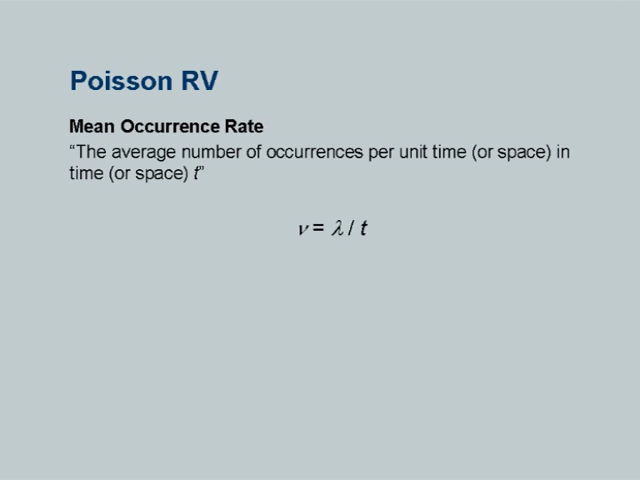 Poisson RV
Mean Occurrence Rate
“The average number of occurrences per unit time (or space) in
time (or space) t”
ν = λ / t